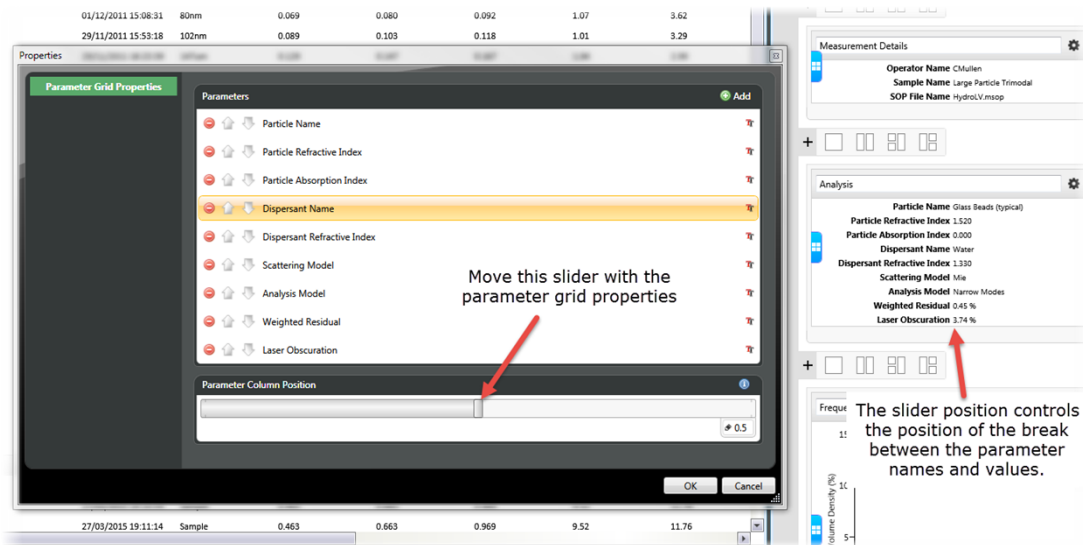 01/12/2011 15:08:31 80nm 0.069 0.080 0.092 1.07 3.62
29/11/2011 15:53:18 102nm 0.089 0.103 0.118 1.01 3.29
Properties
Parameter Grid Properties
Parameters
Add
Particle Name
Particle Refractive Index
Particle Absorption Index
Dispersant Name
Dispersant Refractive Index
Scattering Model
Analysis Model
Weighted Residual
Laser Obscuration
Move this slider with the
parameter grid properties
Parameter Column Position
0.5
OK Cancel
27/03/2015 19:11:14 Sample 0.463 0.663 0.969 9.52 11.76
Measurement Details
Operator Name CMullen
Sample Name Large Particle Trimodal
SOP File Name HydroLV.msop
Analysis
Particle Name Glass Beads (typical)
Particle Refractive Index 1.520
Particle Absorption Index 0.000
Dispersant Name Water
Dispersant Refractive Index 1.330
Scattering Model Mie
Analysis Model Narrow Modes
Weighted Residual 0.45 %
Laser Obscuration 3.74 %
The slider position controls
the position of the break
between the parameter
names and values.
Freque
15
10
5
Volume Density (%)